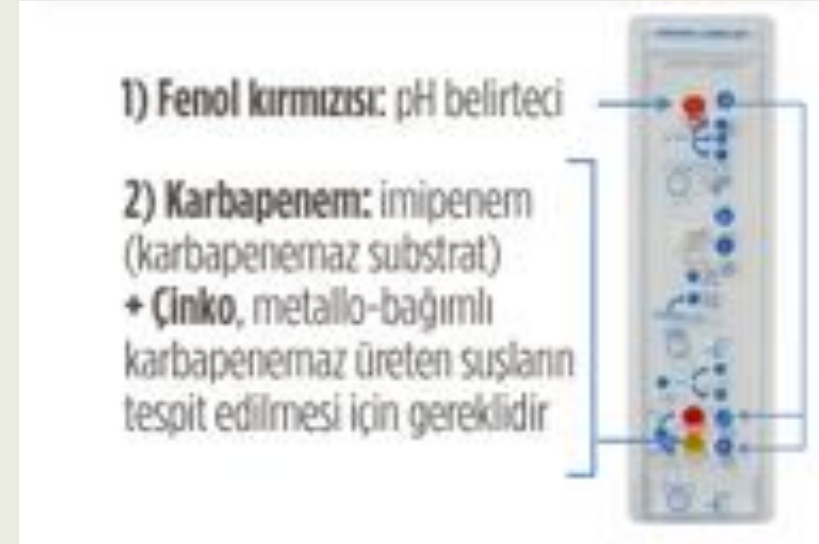 1) Fenol kırmızısı: pH belirteci
2) Karbapenem: imipenem
(karbapenemaz substrat)
+ Çinko, metallo-bağımlı
karbapenemaz üreten suşların
tespit edilmesi için gereklidir